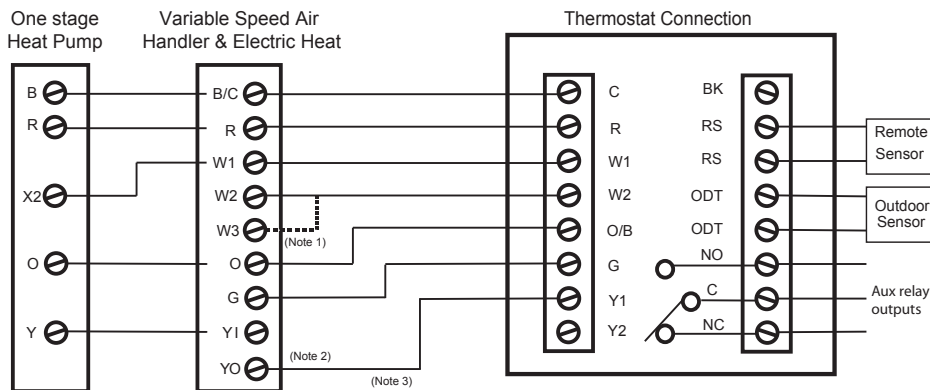 One stage
Heat Pump
Variable Speed Air
Handler & Electric Heat
Thermostat Connection
B
R
X2
O
Y
B/C
R
W1
W2
W3
O
G
YI
YO
(Note 1)
(Note 2)
(Note 3)
C
R
W1
W2
O/B
G
Y1
Y2
BK
RS
RS
ODT
ODT
NO
C
NC
Remote
Sensor
Outdoor
Sensor
Aux relay
outputs